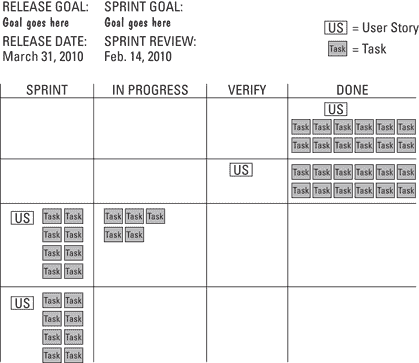 RELEASE GOAL: SPRINT GOAL:
Goal goes here Goal goes here
RELEASE DATE: SPRINT REVIEW:
March 31, 2010 Feb. 14, 2010
US = User Story
Task = Task
SPRINT IN PROGRESS VERIFY DONE
US
Task Task Task Task Task Task
Task Task Task Task Task Task
US Task Task Task Task Task Task
Task Task Task Task Task Task
US Task Task Task Task Task
Task Task Task Task
Task Task
Task Task
US Task Task
Task Task
Task Task
Task Task